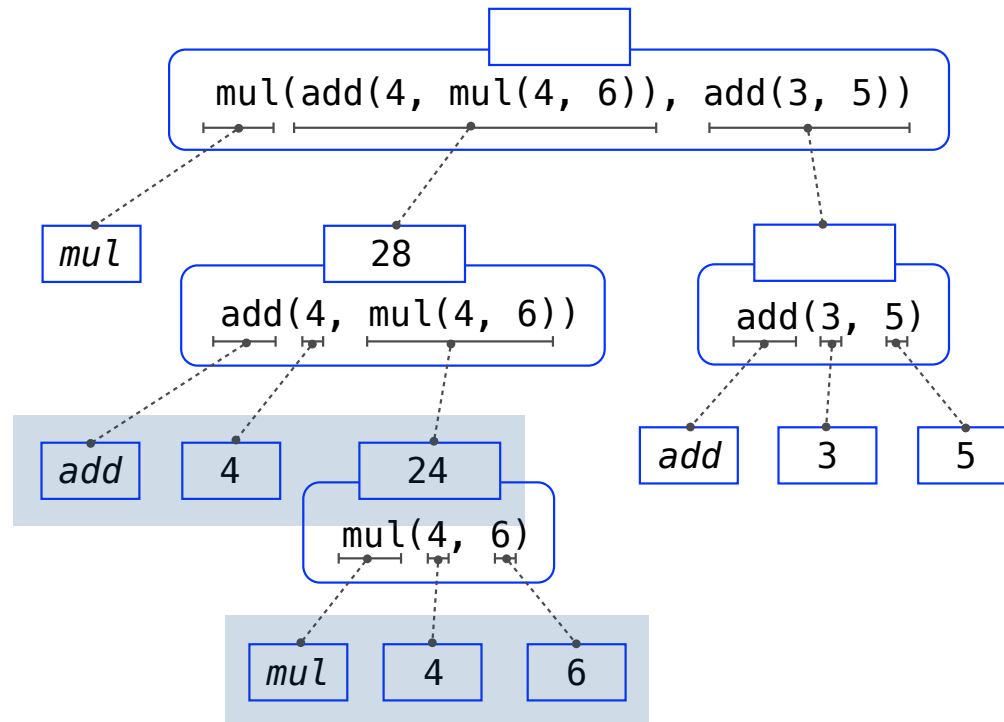 mul(add(4, mul(4, 6)), add(3, 5))
mul
28
add(4, mul(4, 6))
add(3, 5)
add
4
24
add
3
5
mul(4, 6)
mul
4
6